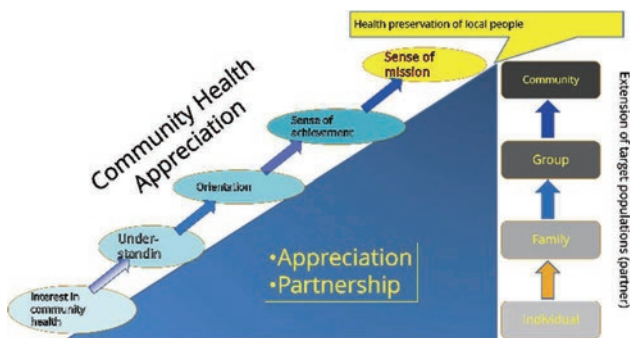 Health preservation of local people
Community Health
Appreciation
Sense of
mission
Sense of
achievement
Orientation
Under-
standin
Interest in
community
health
•Appreciation
•Partnership
Community
Group
Family
Individual
Extension of target populations (partner)